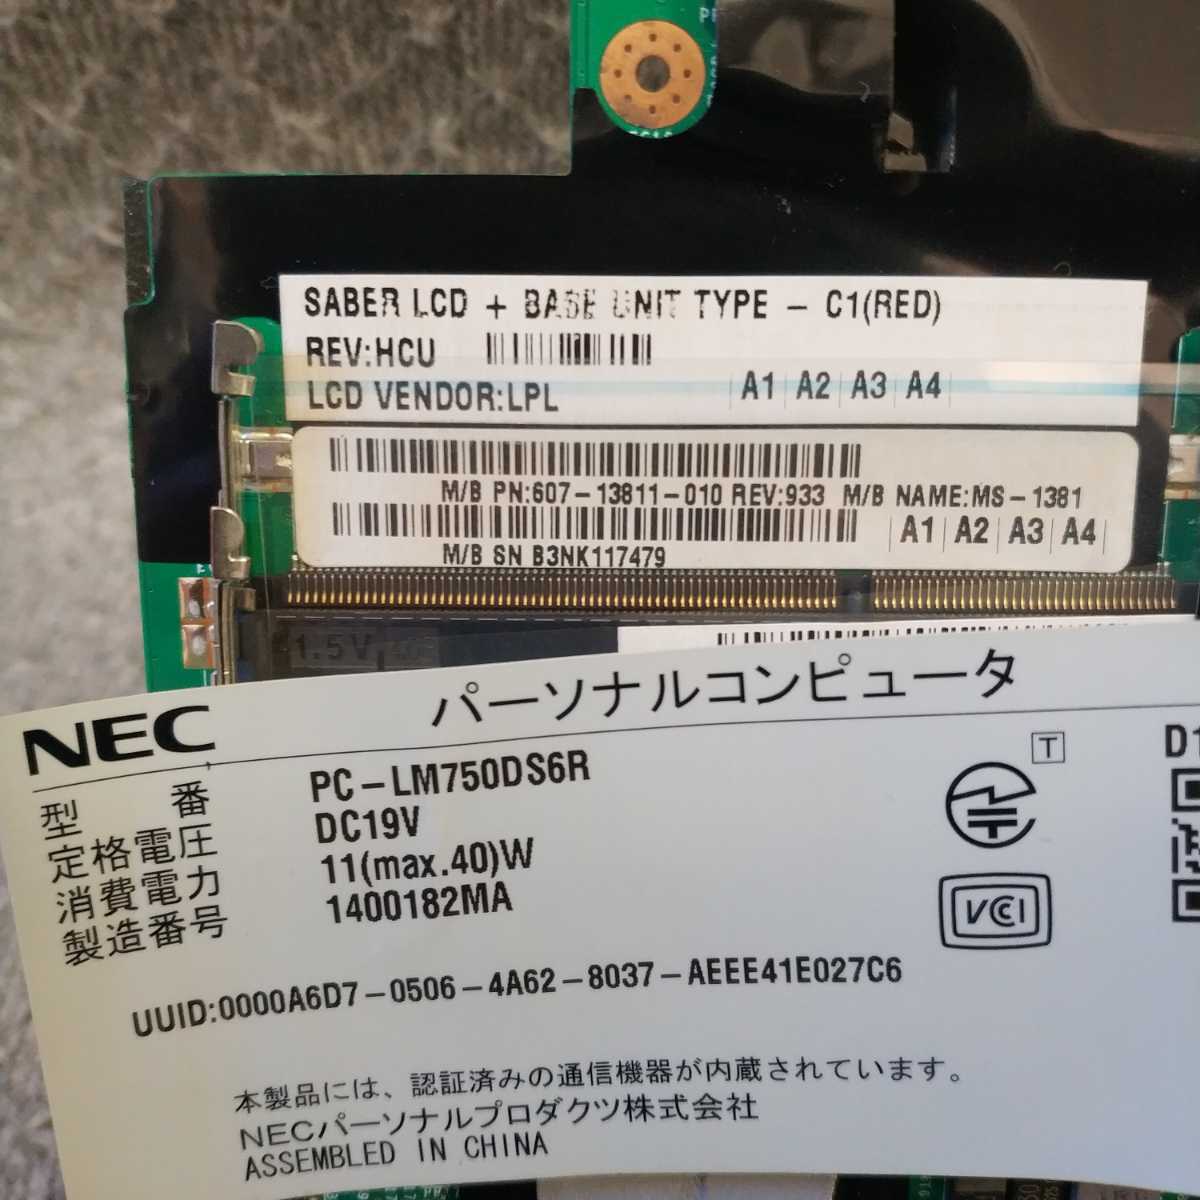 SABER LCD + BASE UNIT TYPE - C1(RED)
REV:HCU
LCD VENDOR:LPL
A1 A2 A3 A4
M/B PN:607-13811-010 REV:933 M/B NAME:MS-1381
A1 A2 A3 A4
M/B SN B3NK117479
1.5V
NEC パーソナルコンピュータ
型番 PC-LM750DS6R
定格電圧 DC19V
消費電力 11(max.40)W
製造番号 1400182MA
T
D1
VCCI
UUID:0000A6D7-0506-4A62-8037-AEEE41E027C6
本製品には、認証済みの通信機器が内蔵されています。
NECパーソナルプロダクツ株式会社
ASSEMBLED IN CHINA